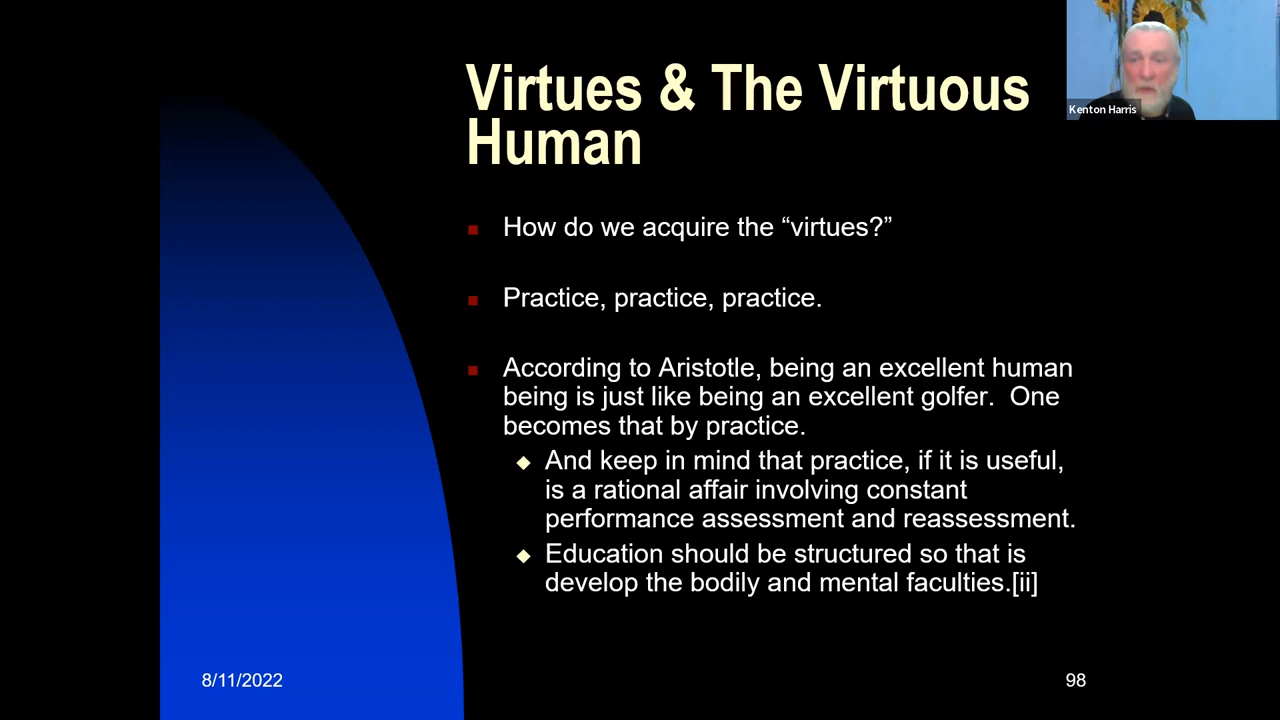 Virtues & The Virtuous
Human
Kenton Harris
How do we acquire the “virtues?”
Practice, practice, practice.
According to Aristotle, being an excellent human
being is just like being an excellent golfer.  One
becomes that by practice.
And keep in mind that practice, if it is useful,
is a rational affair involving constant
performance assessment and reassessment.
Education should be structured so that is
develop the bodily and mental faculties.[ii]
8/11/2022
98